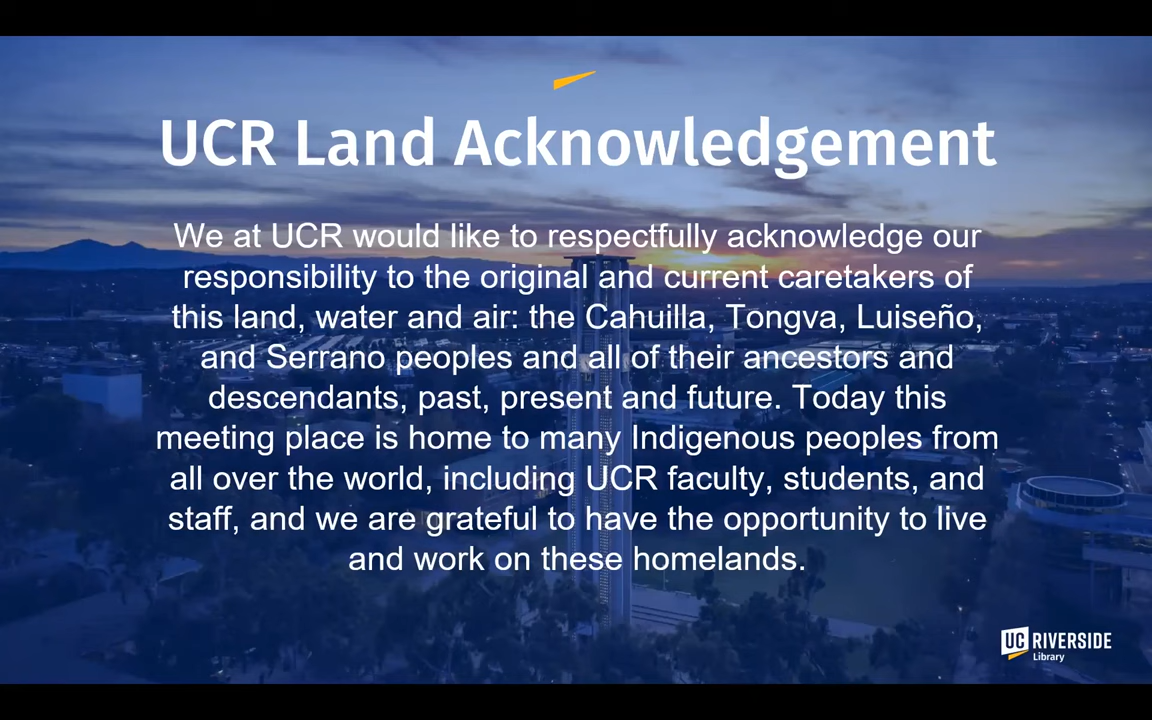 UCR Land Acknowledgement
We at UCR would like to respectfully acknowledge our
responsibility to the original and current caretakers of
this land, water and air: the Cahuilla, Tongva, Luiseño,
and Serrano peoples and all of their ancestors and
descendants, past, present and future. Today this
meeting place is home to many Indigenous peoples from
all over the world, including UCR faculty, students, and
staff, and we are grateful to have the opportunity to live
and work on these homelands.
UC RIVERSIDE
Library